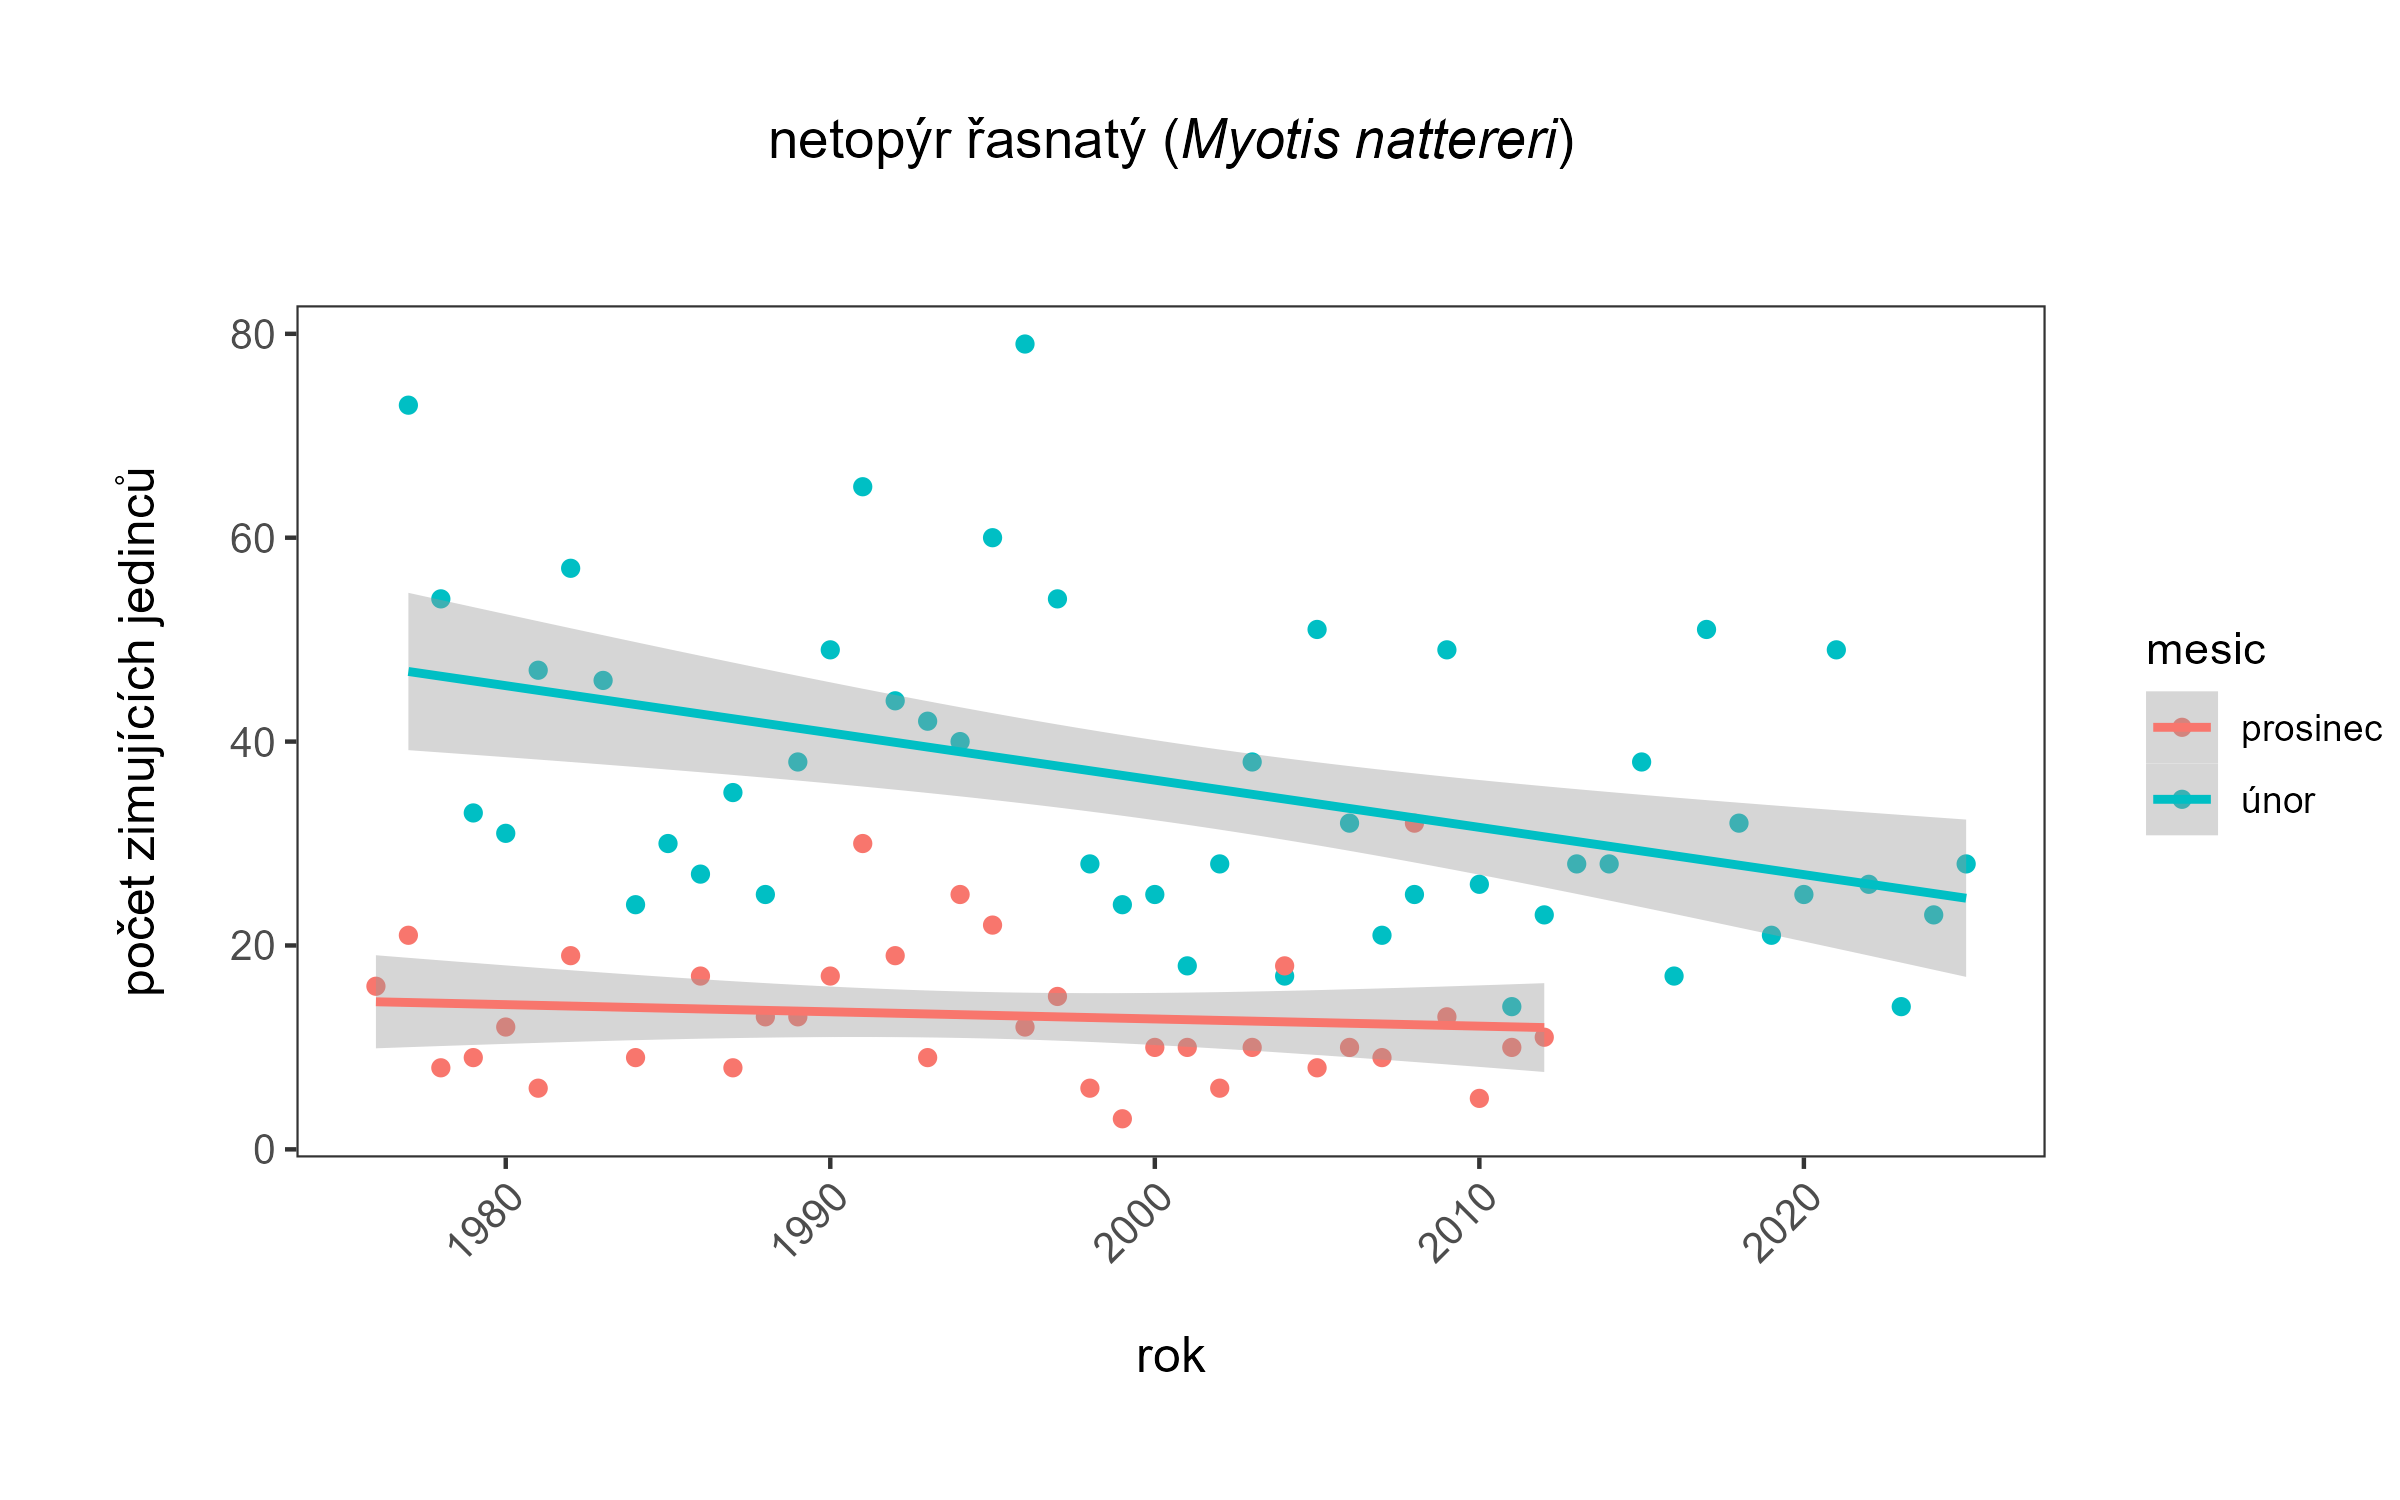 netopýr řasnatý (Myotis nattereri)
počet zimujících jedinců
80
60
40
20
0
1980
1990
2000
2010
2020
rok
mesic
prosinec
únor